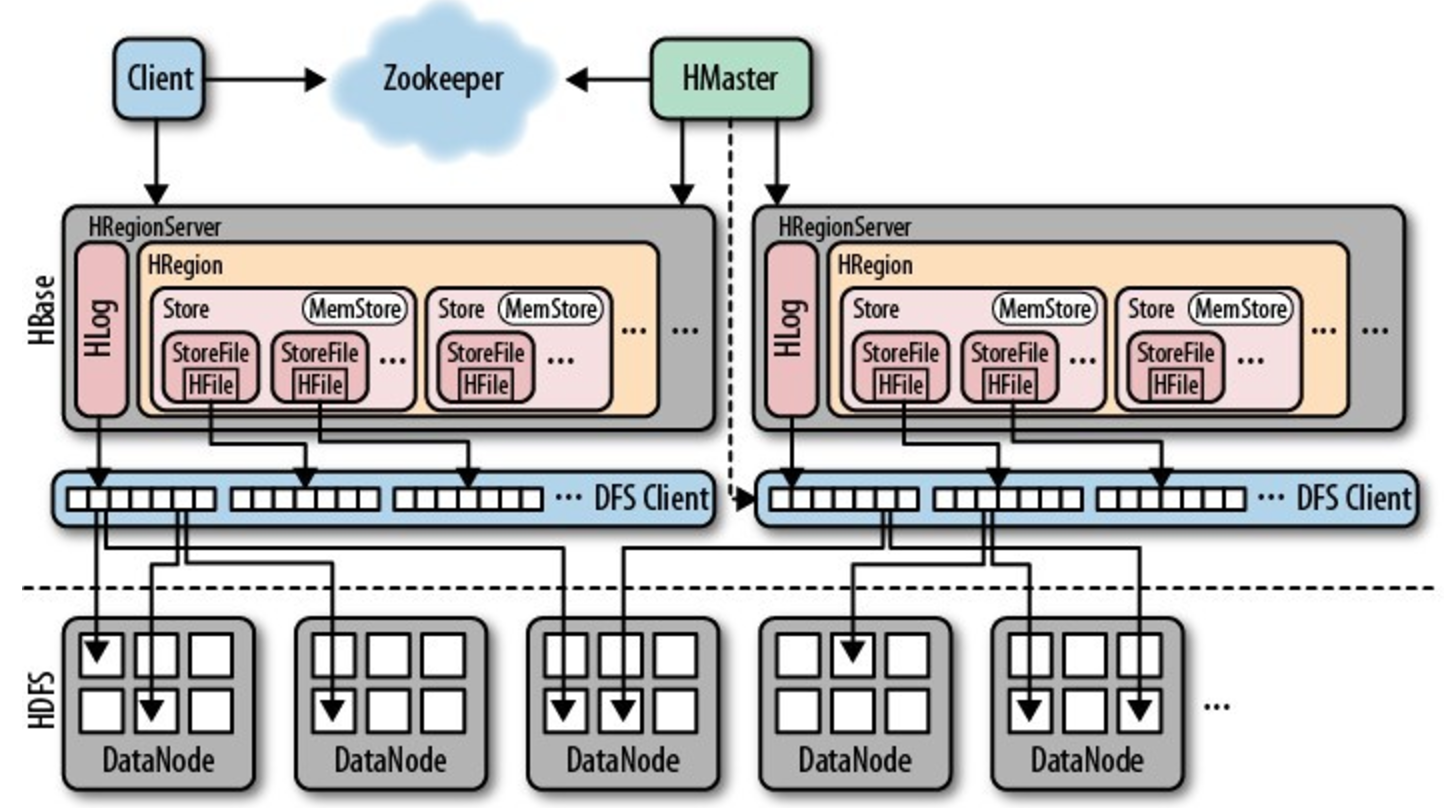 Client
Zookeeper
HMaster
HBase
HRegionServer
HLog
HRegion
Store
MemStore
StoreFile
HFile
StoreFile
HFile
...
Store
MemStore
StoreFile
HFile
...
...
...
HRegionServer
HLog
HRegion
Store
MemStore
StoreFile
HFile
StoreFile
HFile
...
Store
MemStore
StoreFile
HFile
...
...
...
... DFS Client
... DFS Client
HDFS
DataNode
DataNode
DataNode
DataNode
DataNode
...